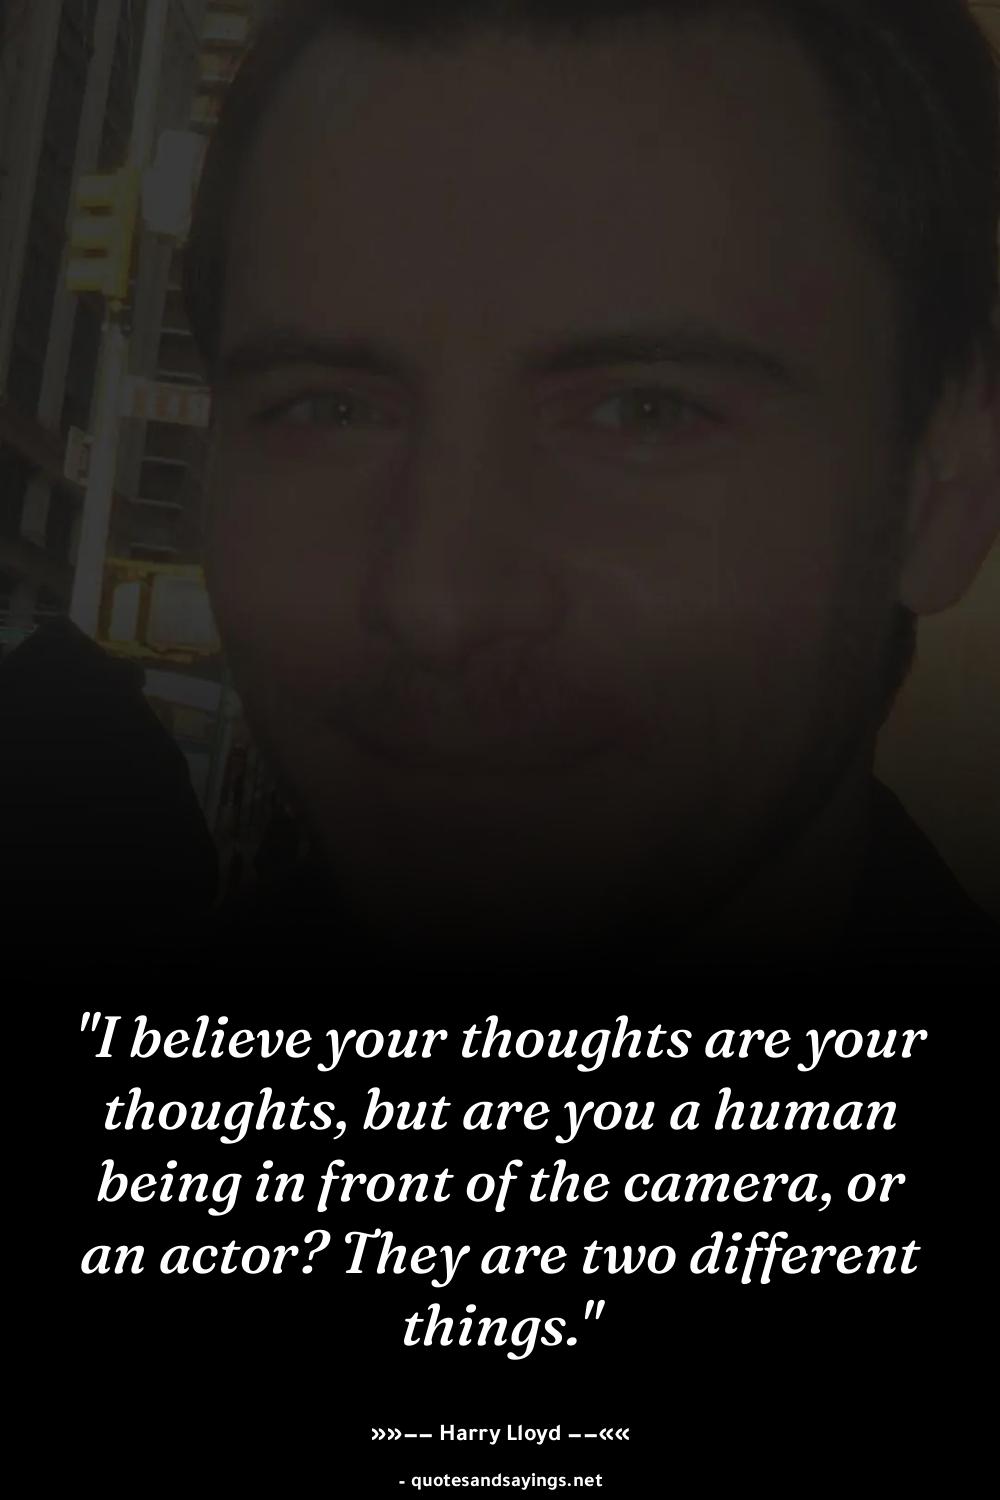 "I believe your thoughts are your
thoughts, but are you a human
being in front of the camera, or
an actor? They are two different
things."
»»-- Harry Lloyd --««
- quotesandsayings.net